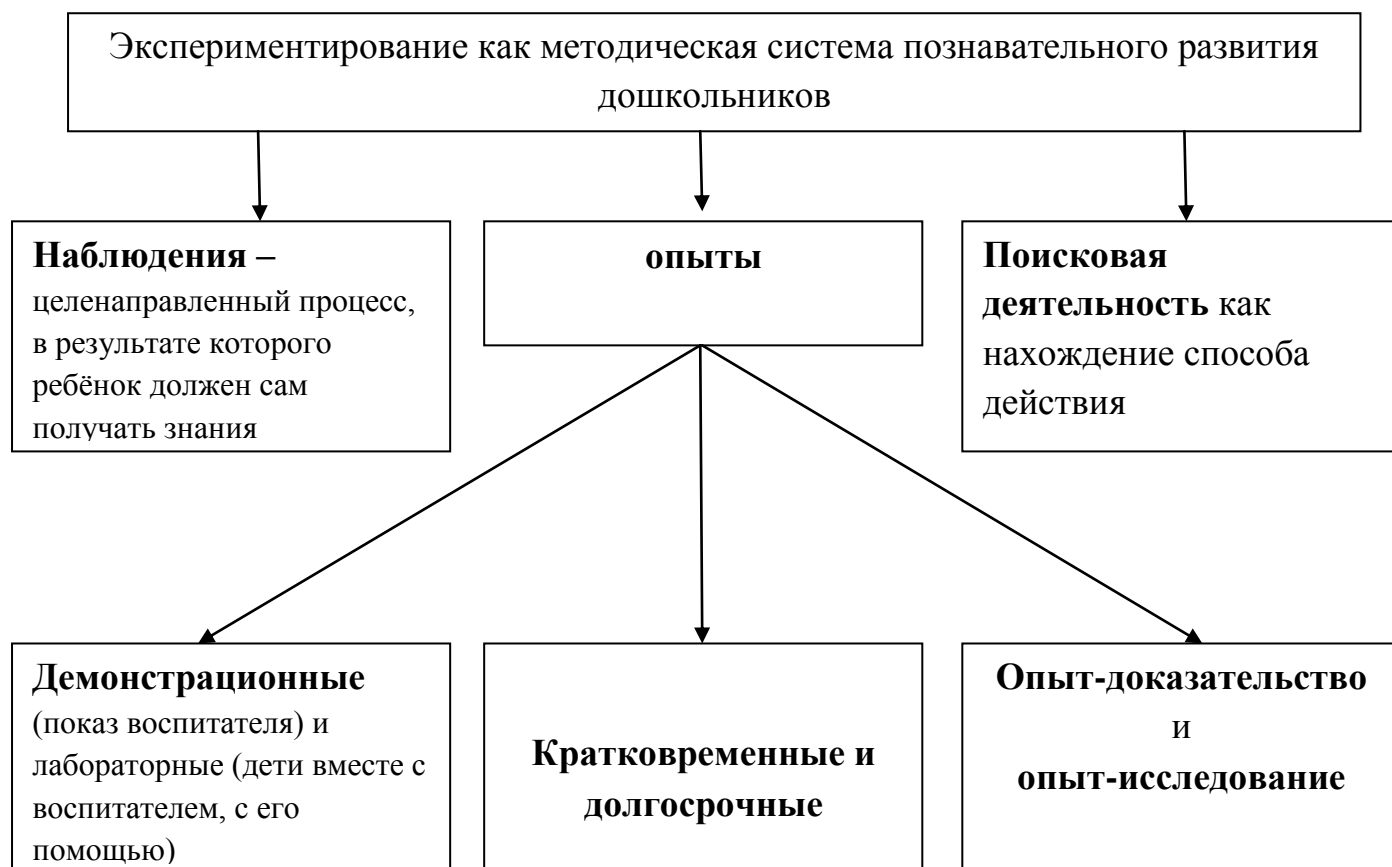 Экспериментирование как методическая система познавательного развития
дошкольников
Наблюдения –
целенаправленный процесс,
в результате которого
ребёнок должен сам
получать знания
опыты
Поисковая
деятельность как
нахождение способа
действия
Демонстрационные
(показ воспитателя) и
лабораторные (дети вместе с
воспитателем, с его
помощью)
Кратковременные и
долгосрочные
Опыт-доказательство
и
опыт-исследование